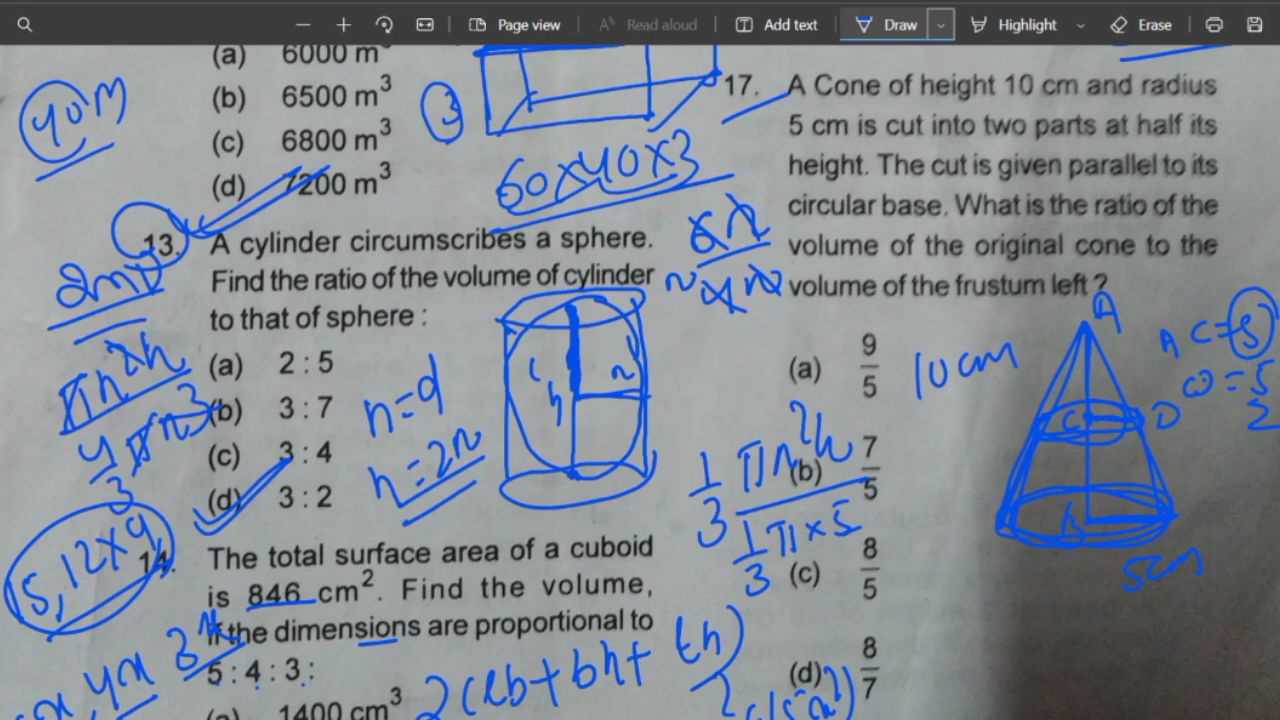 Page view
Read aloud
Add text
Draw
Highlight
Erase
(a) 6000 m³
(b) 6500 m³
(c) 6800 m³
(d) 7200 m³
40m
3
60x40x3
13. A cylinder circumscribes a sphere.
Find the ratio of the volume of cylinder
to that of sphere :
(a) 2 : 5
(b) 3 : 7
(c) 3 : 4
(d) 3 : 2
h=d
h=2r
14. The total surface area of a cuboid
is 846 cm². Find the volume,
if the dimensions are proportional to
5 : 4 : 3 :
(a) 1400 cm³
2(lb+bh+lh)
17. A Cone of height 10 cm and radius
5 cm is cut into two parts at half its
height. The cut is given parallel to its
circular base. What is the ratio of the
volume of the original cone to the
volume of the frustum left ?
(a) 9/5
(b) 7/5
(c) 8/5
(d) 8/7
10cm
A
AC=5
5cm